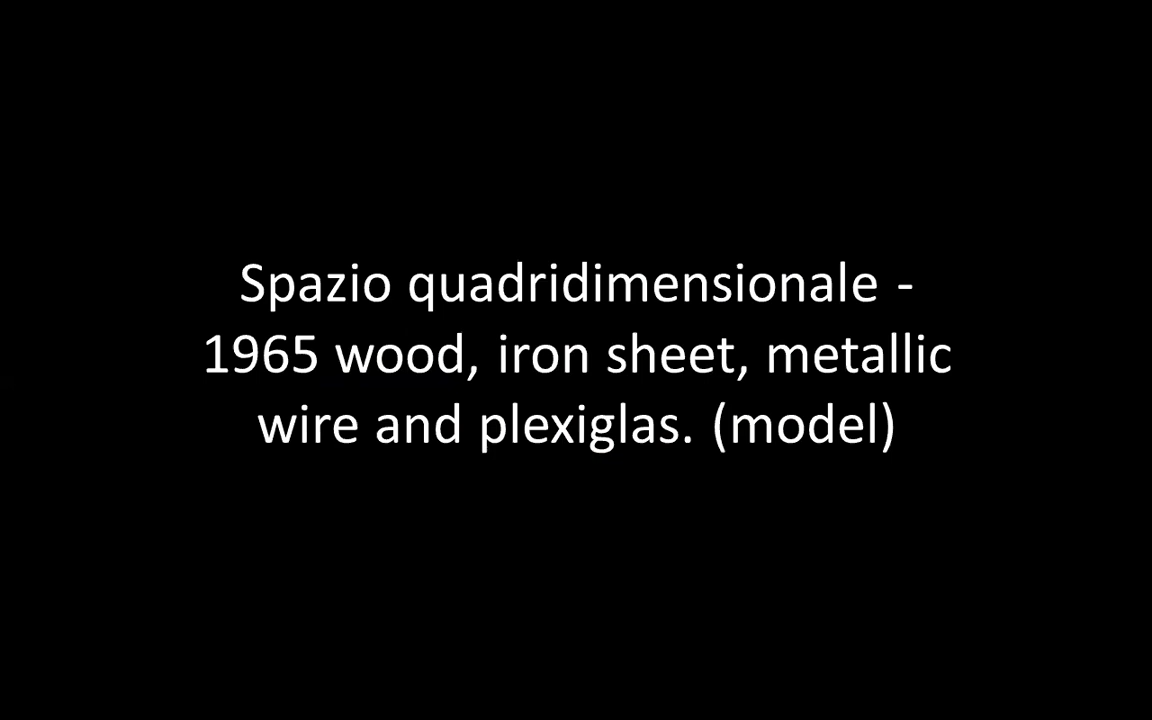 Spazio quadridimensionale -
1965 wood, iron sheet, metallic
wire and plexiglas. (model)